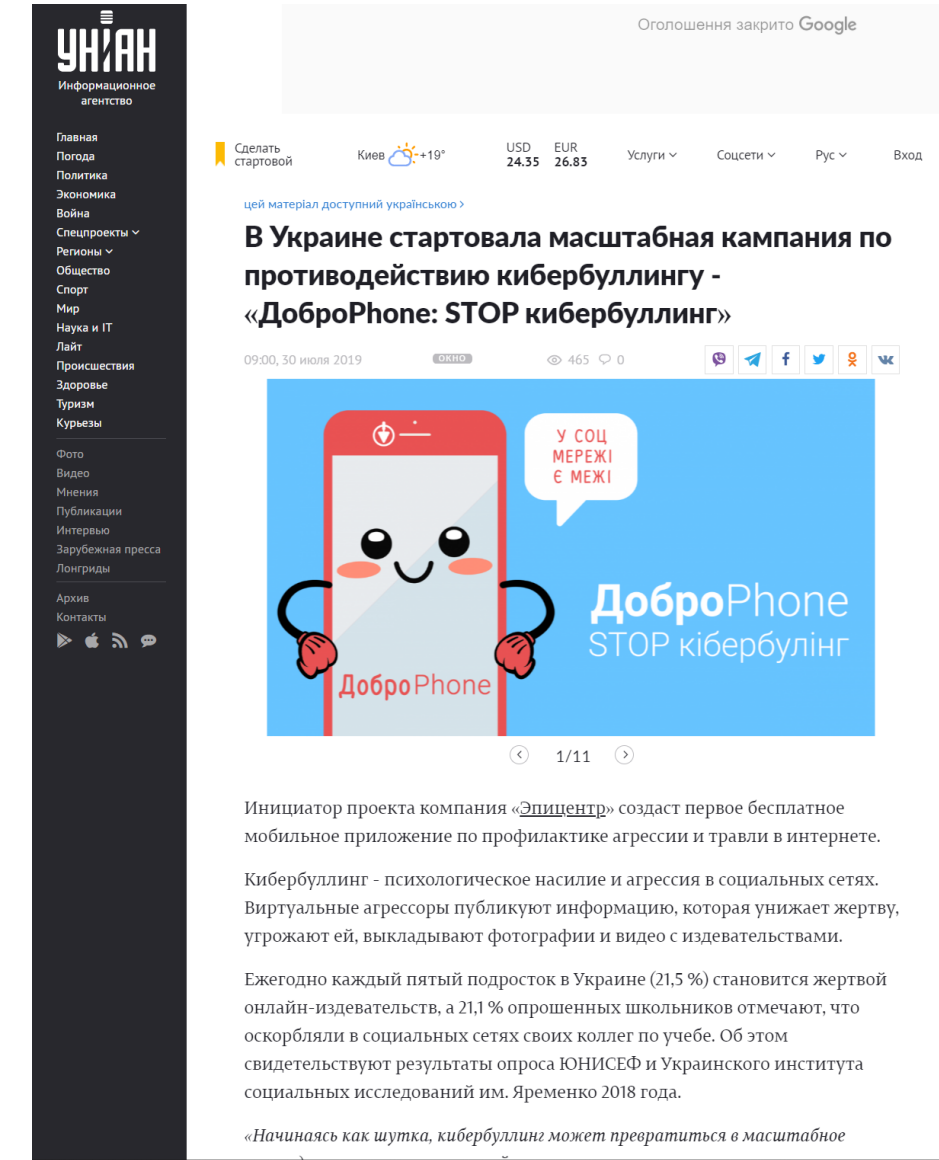 УНІАН
Информационное
агентство
Главная
Погода
Политика
Экономика
Война
Спецпроекты
Регионы
Общество
Спорт
Мир
Наука и IT
Лайт
Происшествия
Здоровье
Туризм
Курьезы
Фото
Видео
Мнения
Публикации
Интервью
Зарубежная пресса
Лонгриды
Архив
Контакты
Оголошення закрито Google
Сделать
стартовой
Киев +19°
USD
24.35
EUR
26.83
Услуги
Соцсети
Рус
Вход
цей матеріал доступний українською
В Украине стартовала масштабная кампания по
противодействию кибербуллингу -
«ДоброPhone: STOP кибербуллинг»
09:00, 30 июля 2019 ОКНО 465 0
У СОЦ
МЕРЕЖІ
Є МЕЖІ
ДоброPhone
STOP кібербулінг
ДоброPhone
1/11
Инициатор проекта компания «Эпицентр» создаст первое бесплатное
мобильное приложение по профилактике агрессии и травли в интернете.
Кибербуллинг - психологическое насилие и агрессия в социальных сетях.
Виртуальные агрессоры публикуют информацию, которая унижает жертву,
угрожают ей, выкладывают фотографии и видео с издевательствами.
Ежегодно каждый пятый подросток в Украине (21,5 %) становится жертвой
онлайн-издевательств, а 21,1 % опрошенных школьников отмечают, что
оскорбляли в социальных сетях своих коллег по учебе. Об этом
свидетельствуют результаты опроса ЮНИСЕФ и Украинского института
социальных исследований им. Яременко 2018 года.
«Начинаясь как шутка, кибербуллинг может превратиться в масштабное